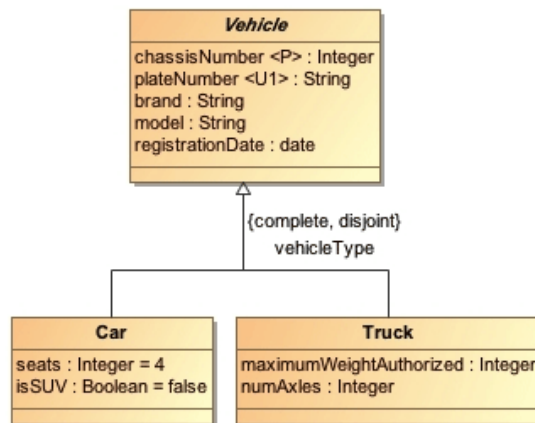 Vehicle
chassisNumber <P> : Integer
plateNumber <U1> : String
brand : String
model : String
registrationDate : date
{complete, disjoint}
vehicleType
Car
seats : Integer = 4
isSUV : Boolean = false
Truck
maximumWeightAuthorized : Integer
numAxles : Integer